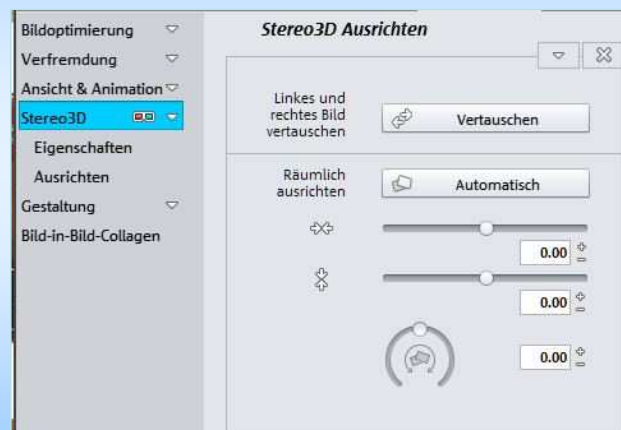 Bildoptimierung
Verfremdung
Ansicht & Animation
Stereo3D
Eigenschaften
Ausrichten
Gestaltung
Bild-in-Bild-Collagen
Stereo3D Ausrichten
Linkes und
rechtes Bild
vertauschen
Vertauschen
Räumlich
ausrichten
Automatisch
0.00
0.00
0.00